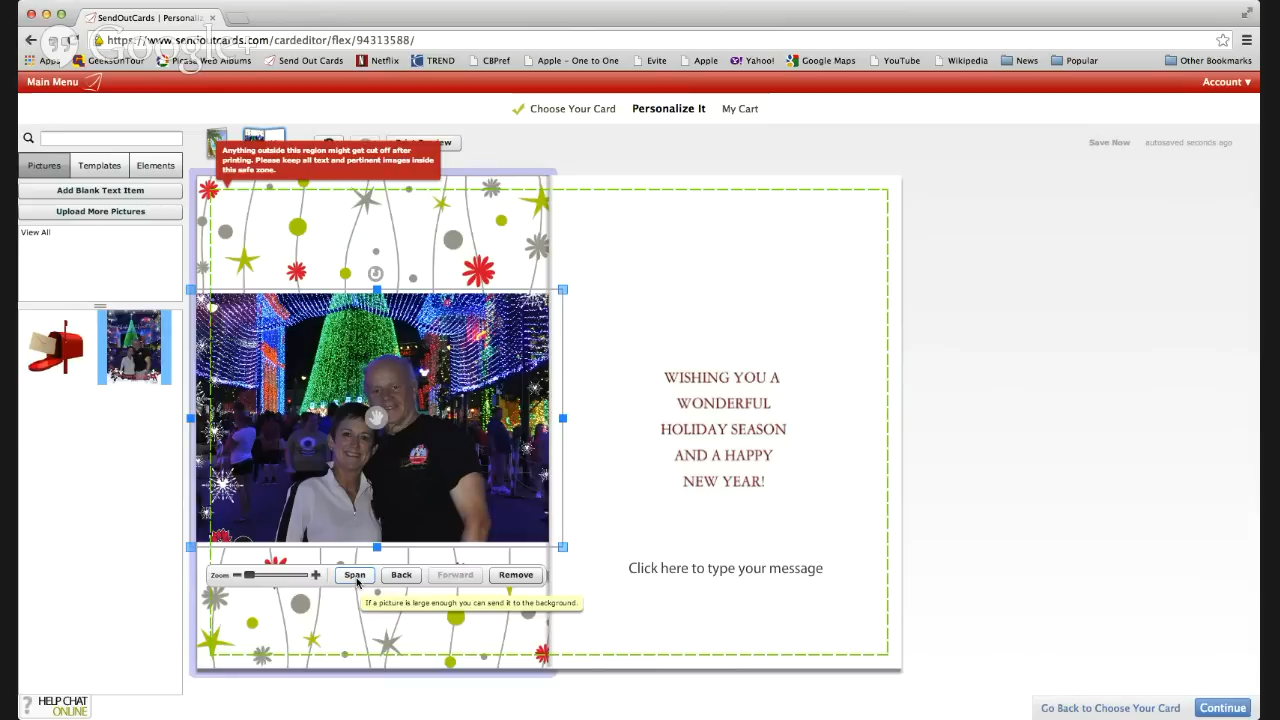 SendOutCards | Personaliz
https://www.sendoutcards.com/cardeditor/flex/94313588/
Google+
Apps GeeksOnTour Picasa Web Albums Send Out Cards Netflix TREND CBPref Apple - One to One Evite Apple Yahoo! Google Maps YouTube Wikipedia News Popular Other Bookmarks
Main Menu Account
Choose Your Card Personalize It My Cart
Print Preview Save Now autosaved seconds ago
Anything outside this region might get cut off after
printing. Please keep all text and pertinent images inside
this safe zone.
Pictures Templates Elements
Add Blank Text Item
Upload More Pictures
View All
WISHING YOU A
WONDERFUL
HOLIDAY SEASON
AND A HAPPY
NEW YEAR!
Click here to type your message
Zoom Span Back Forward Remove
If a picture is large enough you can send it to the background.
? HELP CHAT
ONLINE
Go Back to Choose Your Card Continue